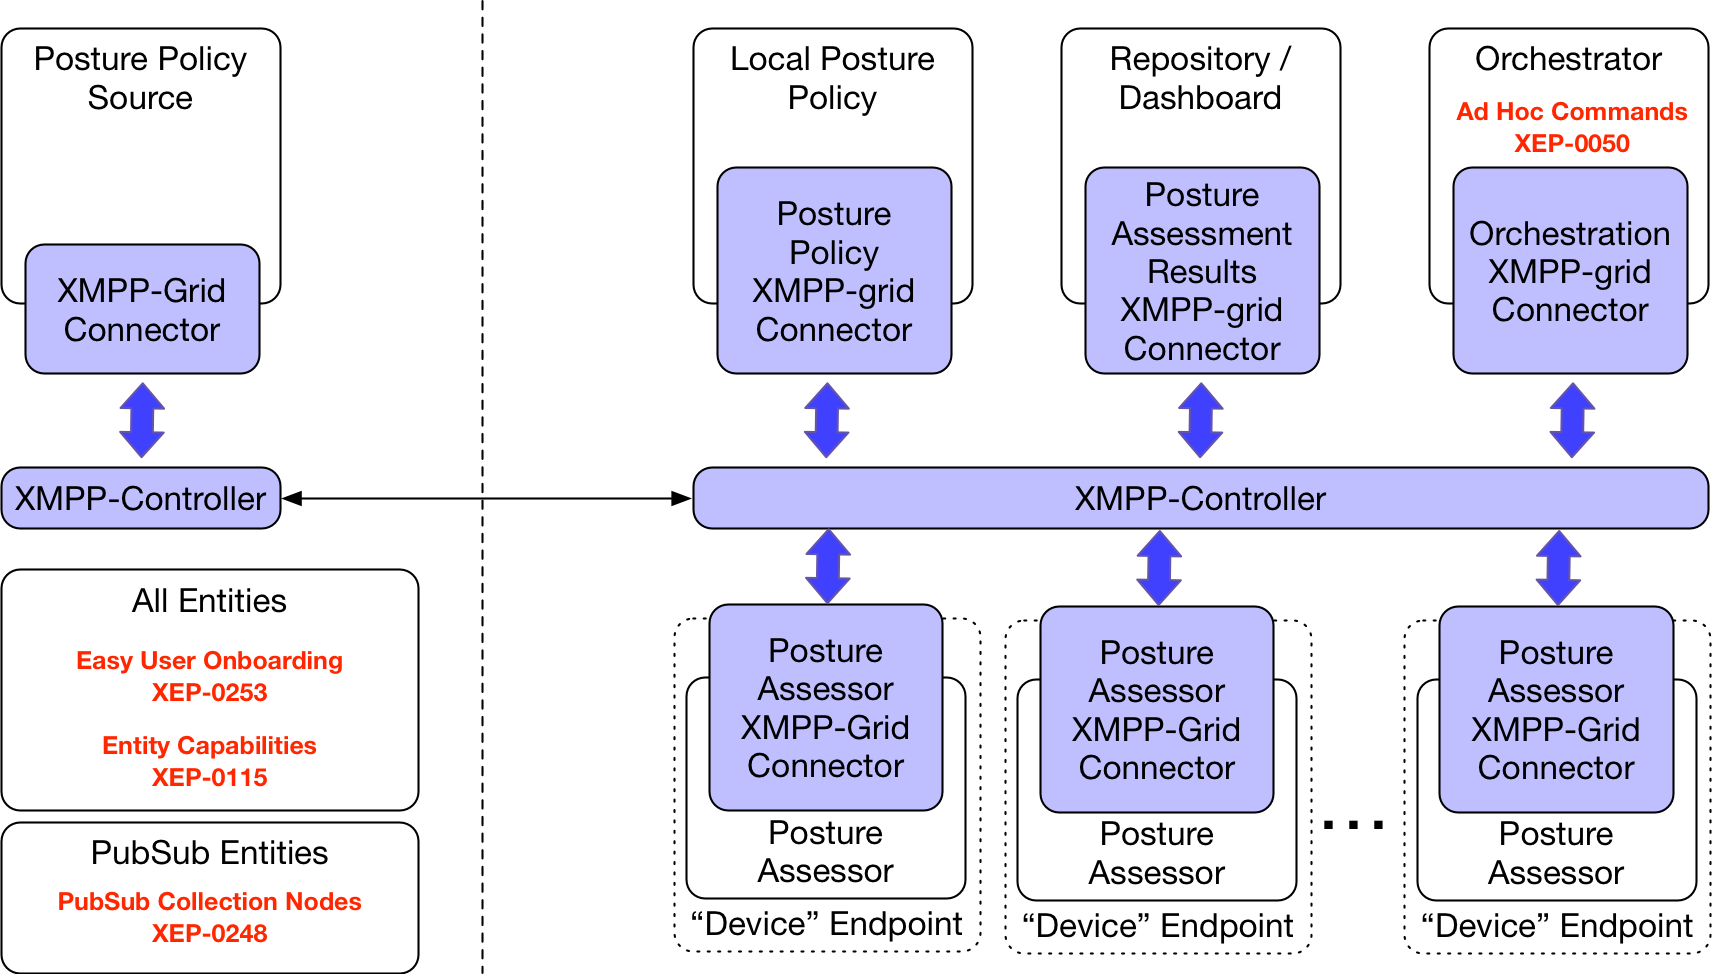 Posture Policy
Source
XMPP-Grid
Connector
XMPP-Controller
All Entities
Easy User Onboarding
XEP-0253
Entity Capabilities
XEP-0115
PubSub Entities
PubSub Collection Nodes
XEP-0248
Local Posture
Policy
Posture
Policy
XMPP-grid
Connector
Repository /
Dashboard
Posture
Assessment
Results
XMPP-grid
Connector
Orchestrator
Ad Hoc Commands
XEP-0050
Orchestration
XMPP-grid
Connector
XMPP-Controller
Posture
Assessor
XMPP-Grid
Connector
Posture
Assessor
“Device” Endpoint
Posture
Assessor
XMPP-Grid
Connector
Posture
Assessor
“Device” Endpoint
...
Posture
Assessor
XMPP-Grid
Connector
Posture
Assessor
“Device” Endpoint